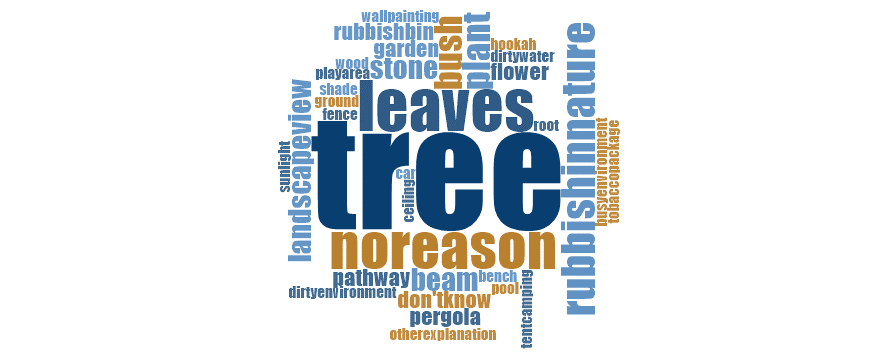 wallpainting
rubbishbin
garden
wood
stone
playarea
bush
plant
hookah
dirtywater
flower
rubbishinnature
shade
ground
fence
leaves
root
landscapeview
sunlight
tree
car
ceiling
busyenvironment
tobaccopackage
noreason
pathway
beam
bench
pool
dirtyenvironment
don'tknow
pergola
tentcamping
otherexplanation